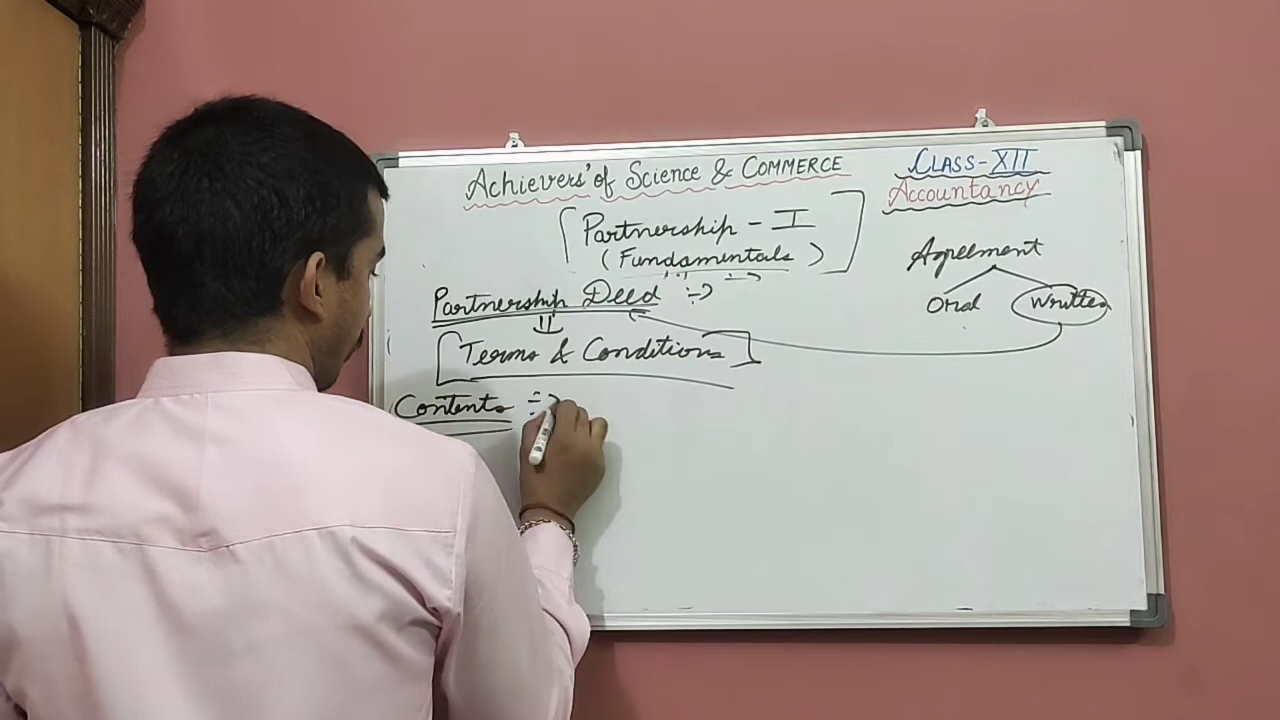 Achievers' of Science & COMMERCE
CLASS-XII
Accountancy
Partnership - I
(Fundamentals)
Agreement
Oral Written
Partnership Deed
Terms & Conditions
Contents